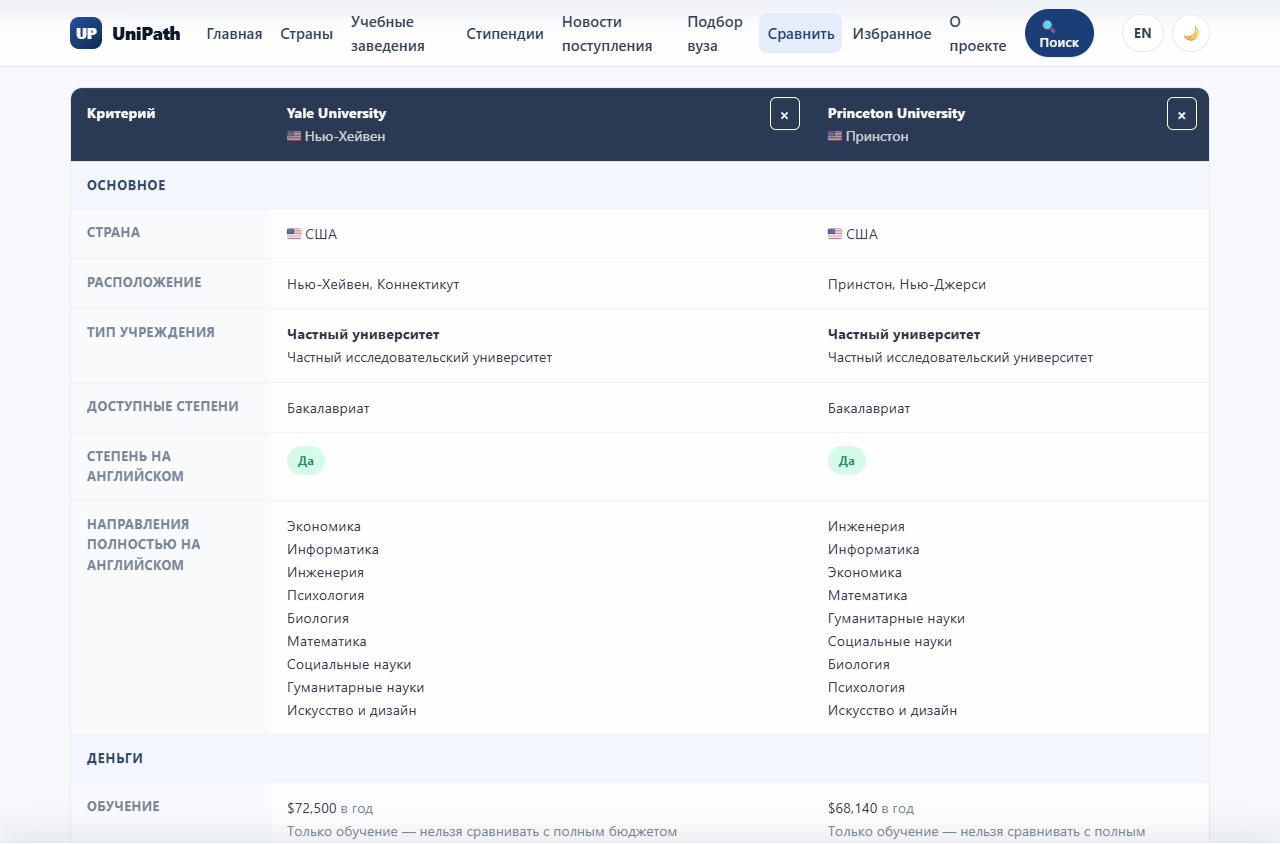 UP UniPath Главная Страны Учебные заведения Стипендии Новости поступления Подбор вуза Сравнить Избранное О проекте Поиск EN
Критерий Yale University × Princeton University ×
Нью-Хейвен Принстон
ОСНОВНОЕ
СТРАНА США США
РАСПОЛОЖЕНИЕ Нью-Хейвен, Коннектикут Принстон, Нью-Джерси
ТИП УЧРЕЖДЕНИЯ Частный университет Частный университет
Частный исследовательский университет Частный исследовательский университет
ДОСТУПНЫЕ СТЕПЕНИ Бакалавриат Бакалавриат
СТЕПЕНЬ НА Да Да
АНГЛИЙСКОМ
НАПРАВЛЕНИЯ Экономика Инженерия
ПОЛНОСТЬЮ НА Информатика Информатика
АНГЛИЙСКОМ Инженерия Экономика
Психология Математика
Биология Гуманитарные науки
Математика Социальные науки
Социальные науки Биология
Гуманитарные науки Психология
Искусство и дизайн Искусство и дизайн
ДЕНЬГИ
ОБУЧЕНИЕ $72,500 в год $68,140 в год
Только обучение — нельзя сравнивать с полным бюджетом Только обучение — нельзя сравнивать с полным